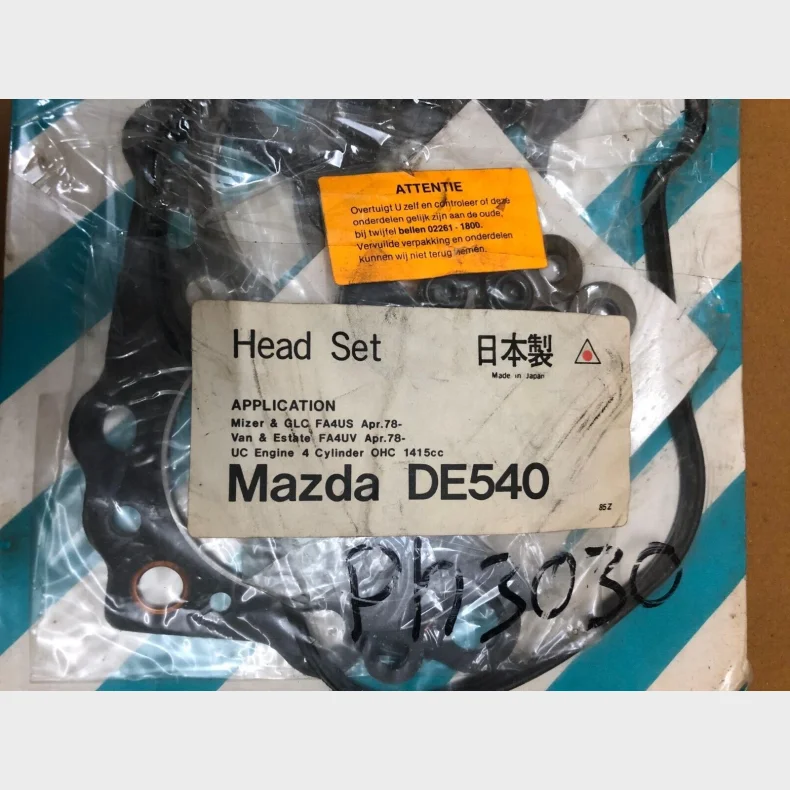 ATTENTIE
Overtuigt U zelf en controleer of deze
onderdelen gelijk zijn aan de oude,
bij twijfel bellen 02261 - 1800.
Vervuilde verpakking en onderdelen
kunnen wij niet terug nemen.
Head Set
日本製
Made in Japan
APPLICATION
Mizer & GLC FA4US Apr.78-
Van & Estate FA4UV Apr.78-
UC Engine 4 Cylinder OHC 1415cc
Mazda DE540
85Z
Ph3030